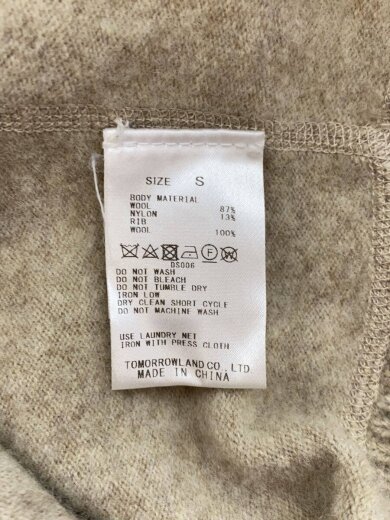 SIZE S
BODY MATERIAL
WOOL 87%
NYLON 13%
RIB
WOOL 100%
DS006
DO NOT WASH
DO NOT BLEACH
DO NOT TUMBLE DRY
IRON LOW
DRY CLEAN SHORT CYCLE
DO NOT MACHINE WASH
USE LAUNDRY NET
IRON WITH PRESS CLOTH
TOMORROWLAND CO., LTD.
MADE IN CHINA